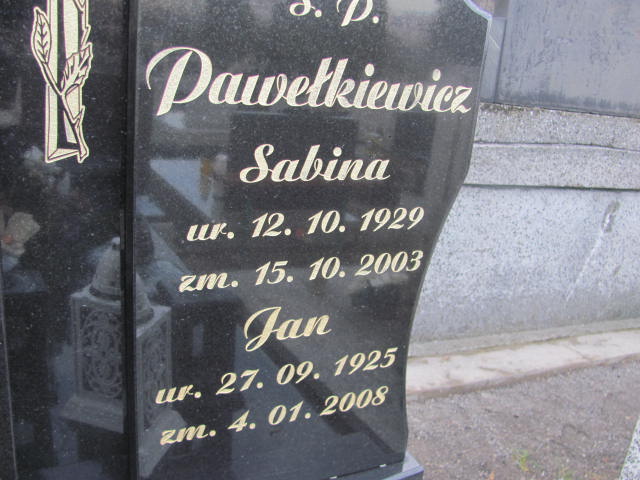 Ś. P.
Pawełkiewicz
Sabina
ur. 12. 10. 1929
zm. 15. 10. 2003
Jan
ur. 27. 09. 1925
zm. 4. 01. 2008